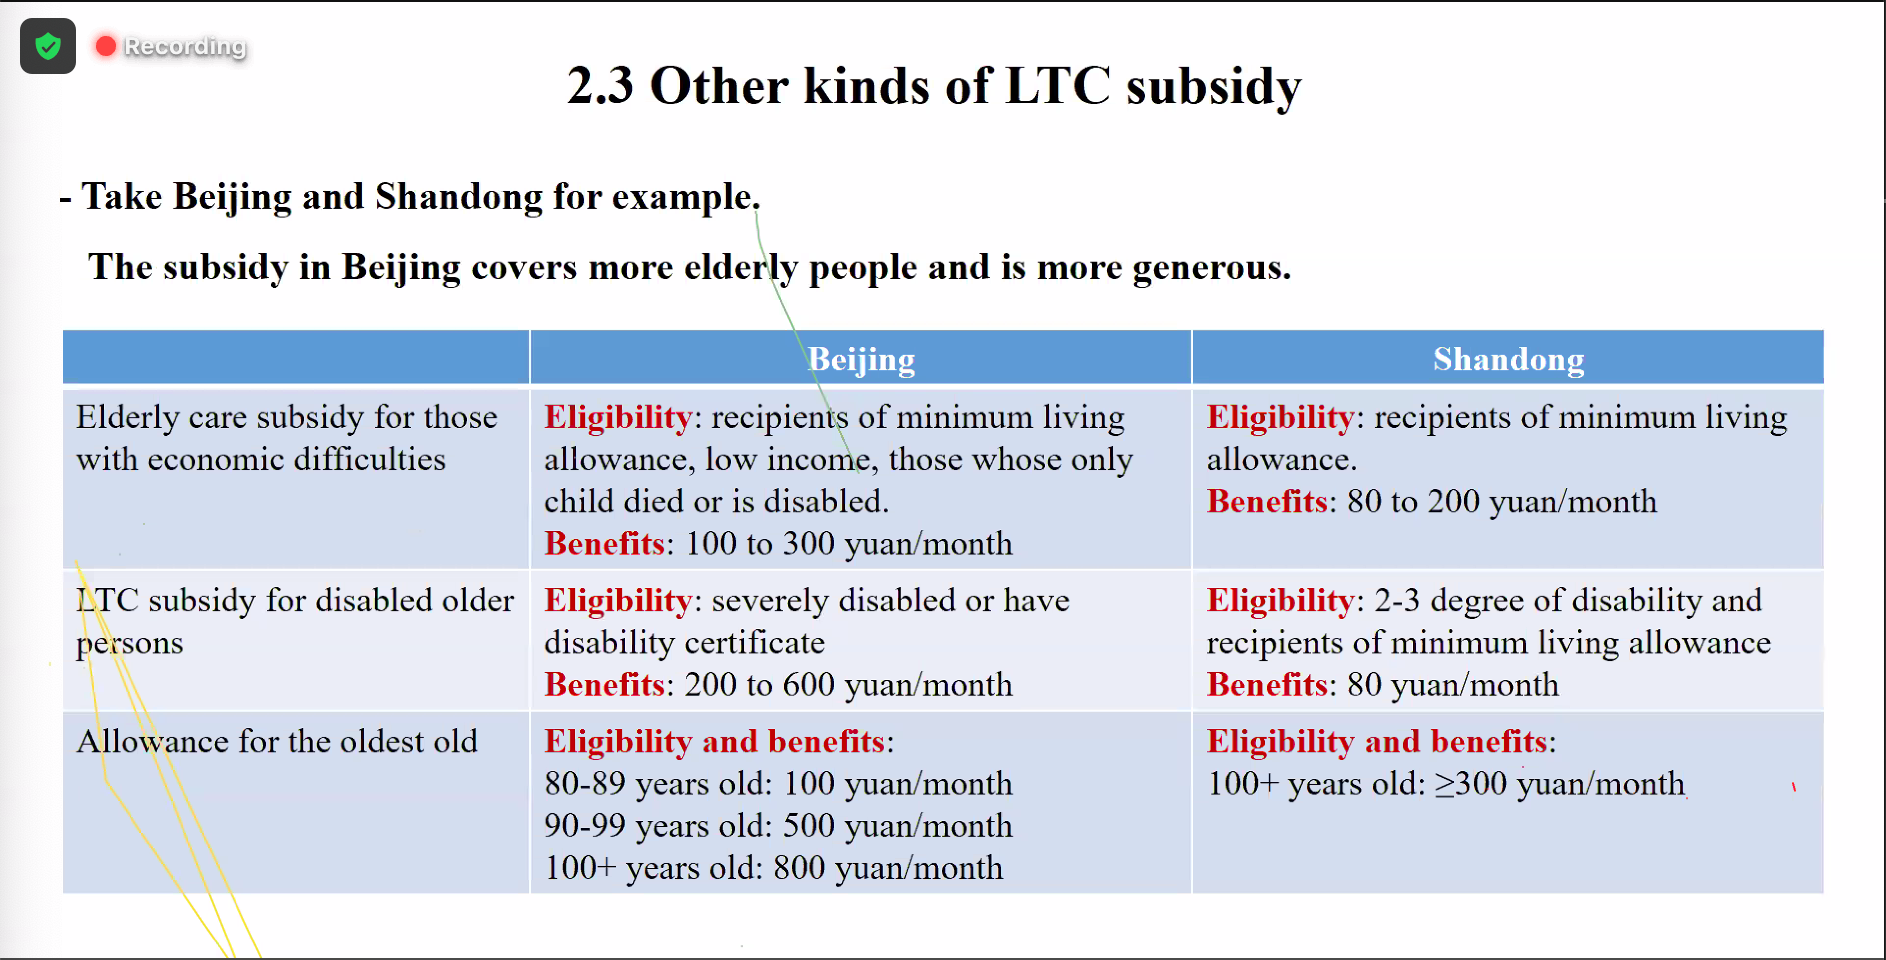 Recording
2.3 Other kinds of LTC subsidy
- Take Beijing and Shandong for example.
The subsidy in Beijing covers more elderly people and is more generous.
Beijing
Shandong
Elderly care subsidy for those
with economic difficulties
Eligibility: recipients of minimum living
allowance, low income, those whose only
child died or is disabled.
Benefits: 100 to 300 yuan/month
Eligibility: recipients of minimum living
allowance.
Benefits: 80 to 200 yuan/month
LTC subsidy for disabled older
persons
Eligibility: severely disabled or have
disability certificate
Benefits: 200 to 600 yuan/month
Eligibility: 2-3 degree of disability and
recipients of minimum living allowance
Benefits: 80 yuan/month
Allowance for the oldest old
Eligibility and benefits:
80-89 years old: 100 yuan/month
90-99 years old: 500 yuan/month
100+ years old: 800 yuan/month
Eligibility and benefits:
100+ years old: ≥300 yuan/month